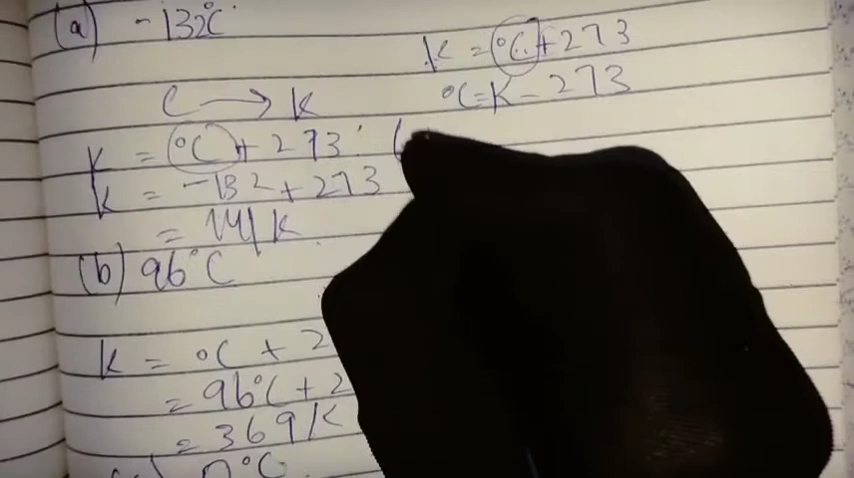 (a) -132°C
K = °C + 273
°C = K - 273
C → K
K = °C + 273
K = -132 + 273
= 141 K
(b) 96°C
K = °C + 2
= 96°C + 2
= 369 K
0°C